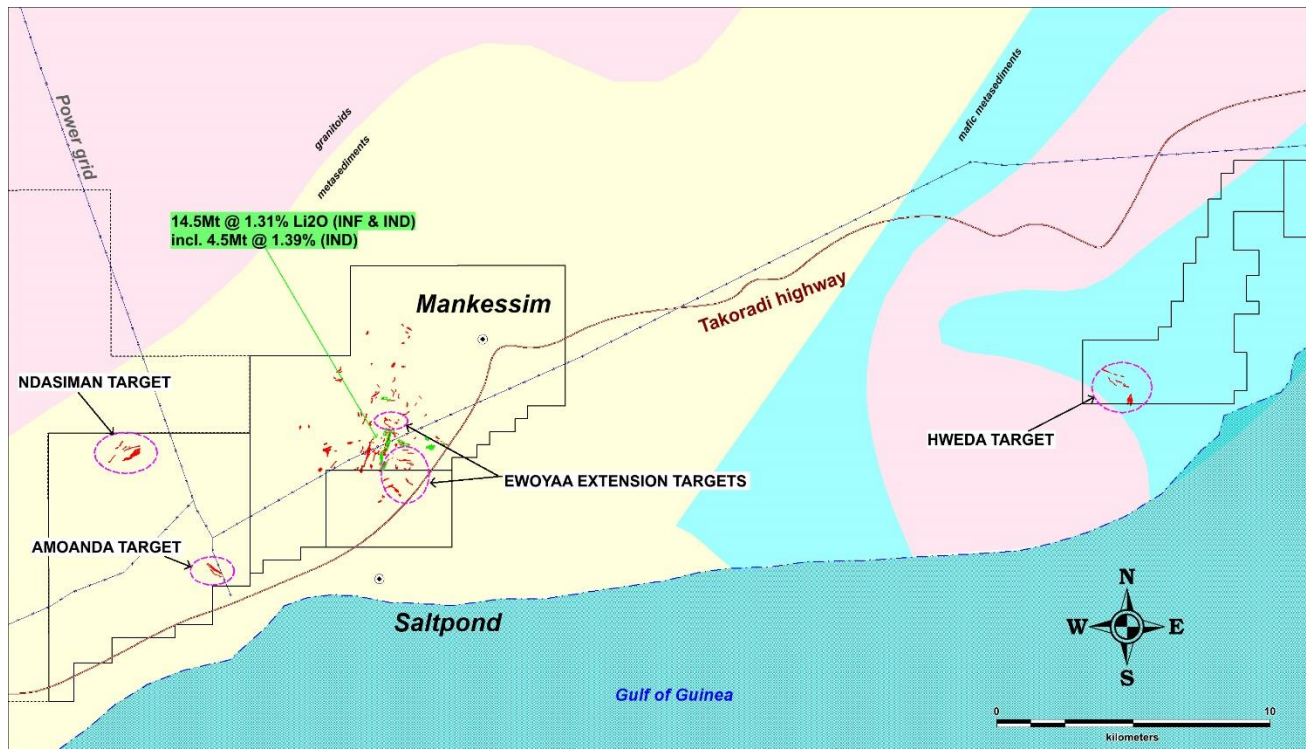 Power grid
granitoids
metasediments
mafic metasediments
14.5Mt @ 1.31% Li2O (INF & IND)
incl. 4.5Mt @ 1.39% (IND)
Mankessim
Takoradi highway
NDASIMAN TARGET
HWEDA TARGET
EWOYAA EXTENSION TARGETS
AMOANDA TARGET
Saltpond
Gulf of Guinea
N
W
E
S
0
10
kilometers